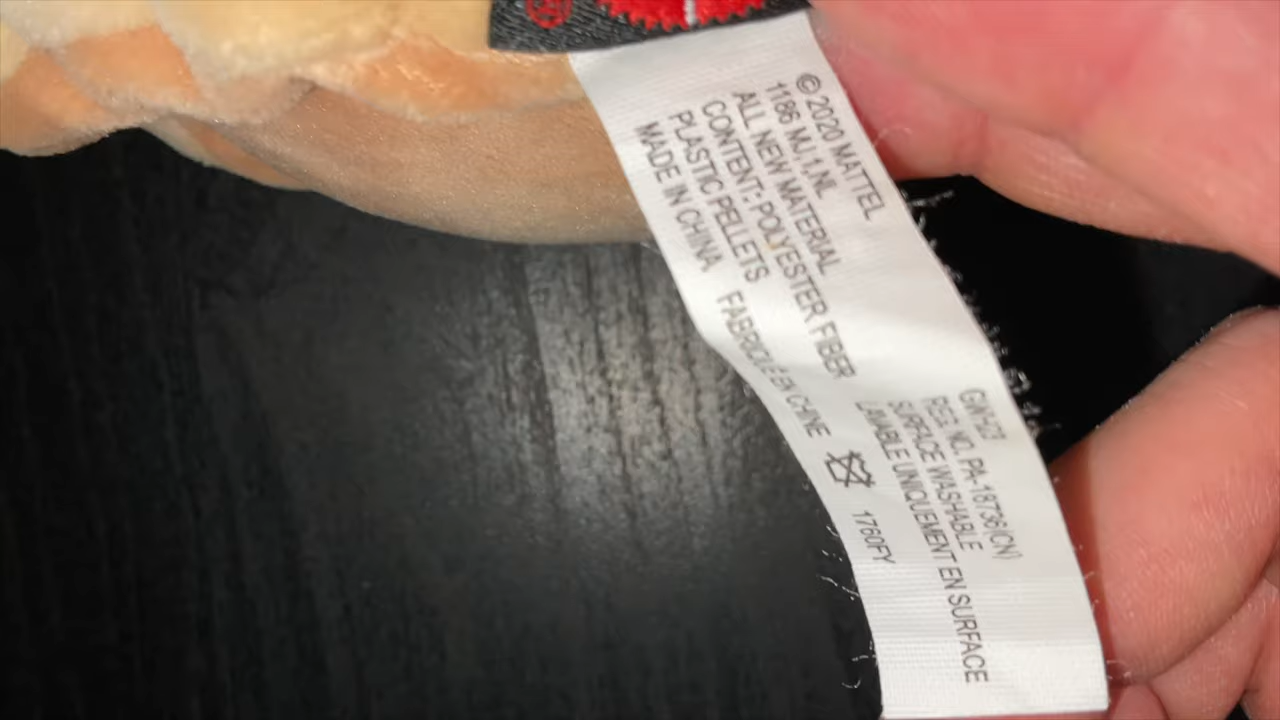 © 2020 MATTEL
1186 MJ,1,NL
ALL NEW MATERIAL
CONTENT: POLYESTER FIBER
PLASTIC PELLETS
MADE IN CHINA FABRIQUÉ EN CHINE
REG. NO. PA-18736(CN)
SURFACE WASHABLE
LAVABLE UNIQUEMENT EN SURFACE
1760FY